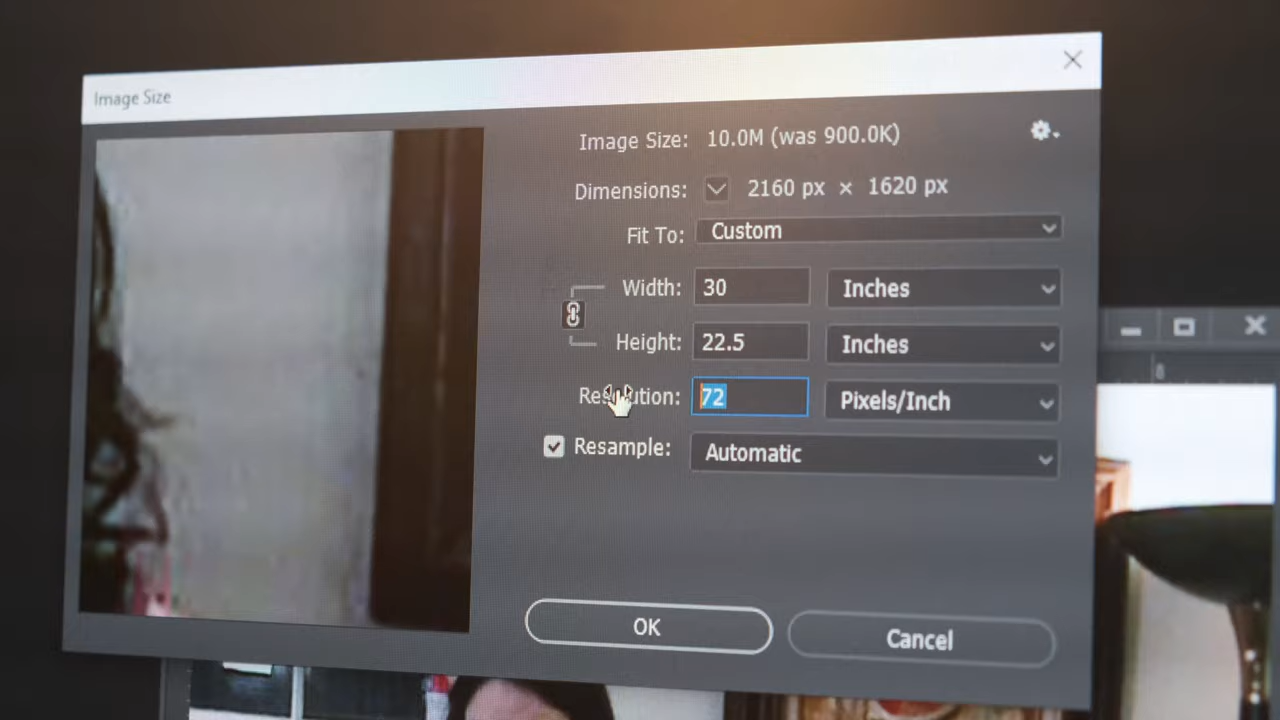 Image Size
Image Size: 10.0M (was 900.0K)
Dimensions: 2160 px × 1620 px
Fit To: Custom
Width: 30 Inches
Height: 22.5 Inches
Resolution: 72 Pixels/Inch
Resample: Automatic
OK Cancel